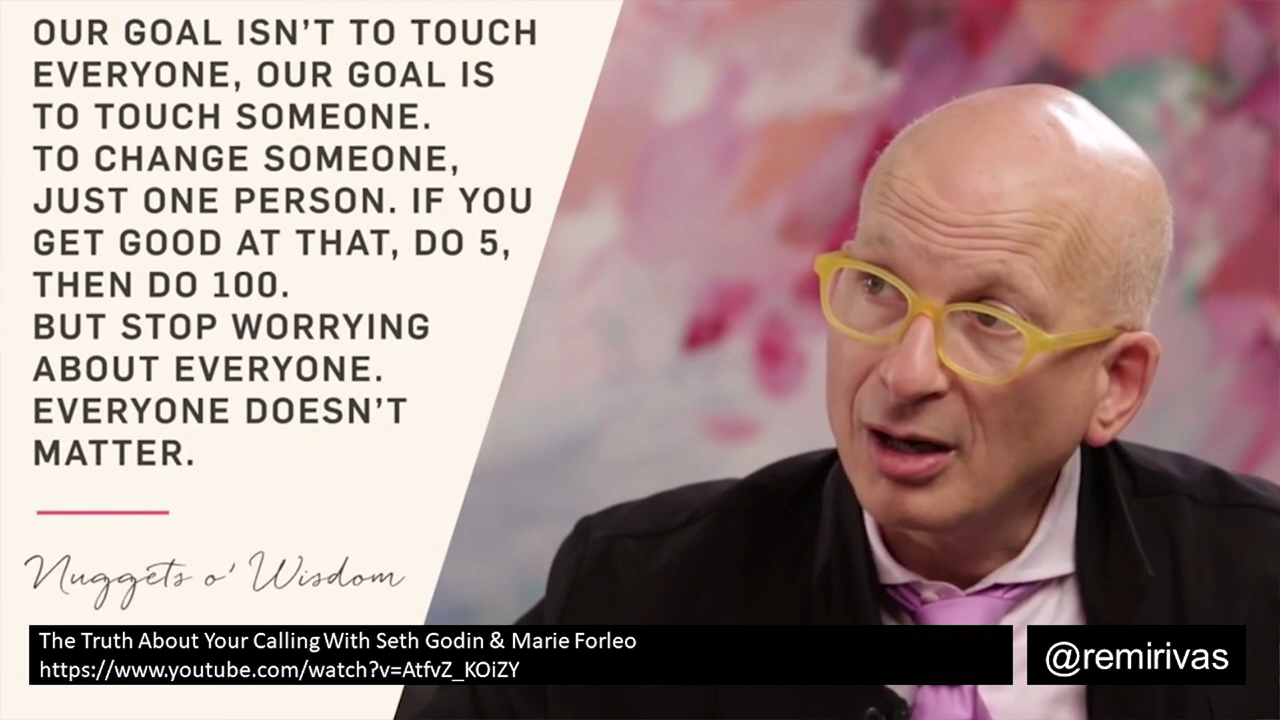 OUR GOAL ISN'T TO TOUCH
EVERYONE, OUR GOAL IS
TO TOUCH SOMEONE.
TO CHANGE SOMEONE,
JUST ONE PERSON. IF YOU
GET GOOD AT THAT, DO 5,
THEN DO 100.
BUT STOP WORRYING
ABOUT EVERYONE.
EVERYONE DOESN'T
MATTER.
Nuggets o' Wisdom
The Truth About Your Calling With Seth Godin & Marie Forleo
https://www.youtube.com/watch?v=AtfvZ_KOiZY
@remirivas